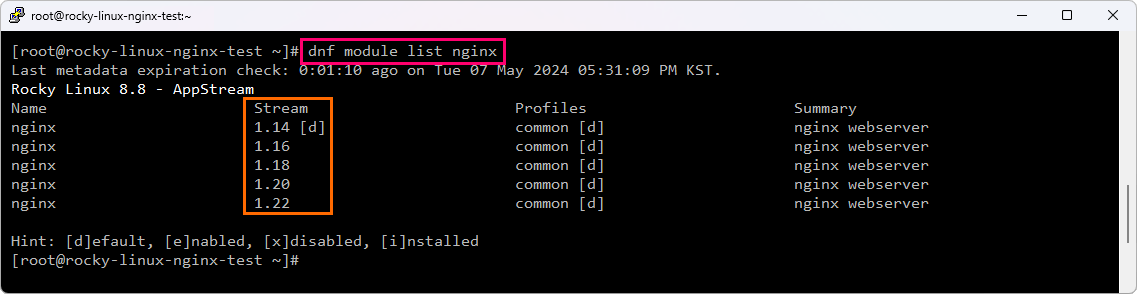 root@rocky-linux-nginx-test:~
[root@rocky-linux-nginx-test ~]# dnf module list nginx
Last metadata expiration check: 0:01:10 ago on Tue 07 May 2024 05:31:09 PM KST.
Rocky Linux 8.8 - AppStream
Name Stream Profiles Summary
nginx 1.14 [d] common [d] nginx webserver
nginx 1.16 common [d] nginx webserver
nginx 1.18 common [d] nginx webserver
nginx 1.20 common [d] nginx webserver
nginx 1.22 common [d] nginx webserver
Hint: [d]efault, [e]nabled, [x]disabled, [i]nstalled
[root@rocky-linux-nginx-test ~]#